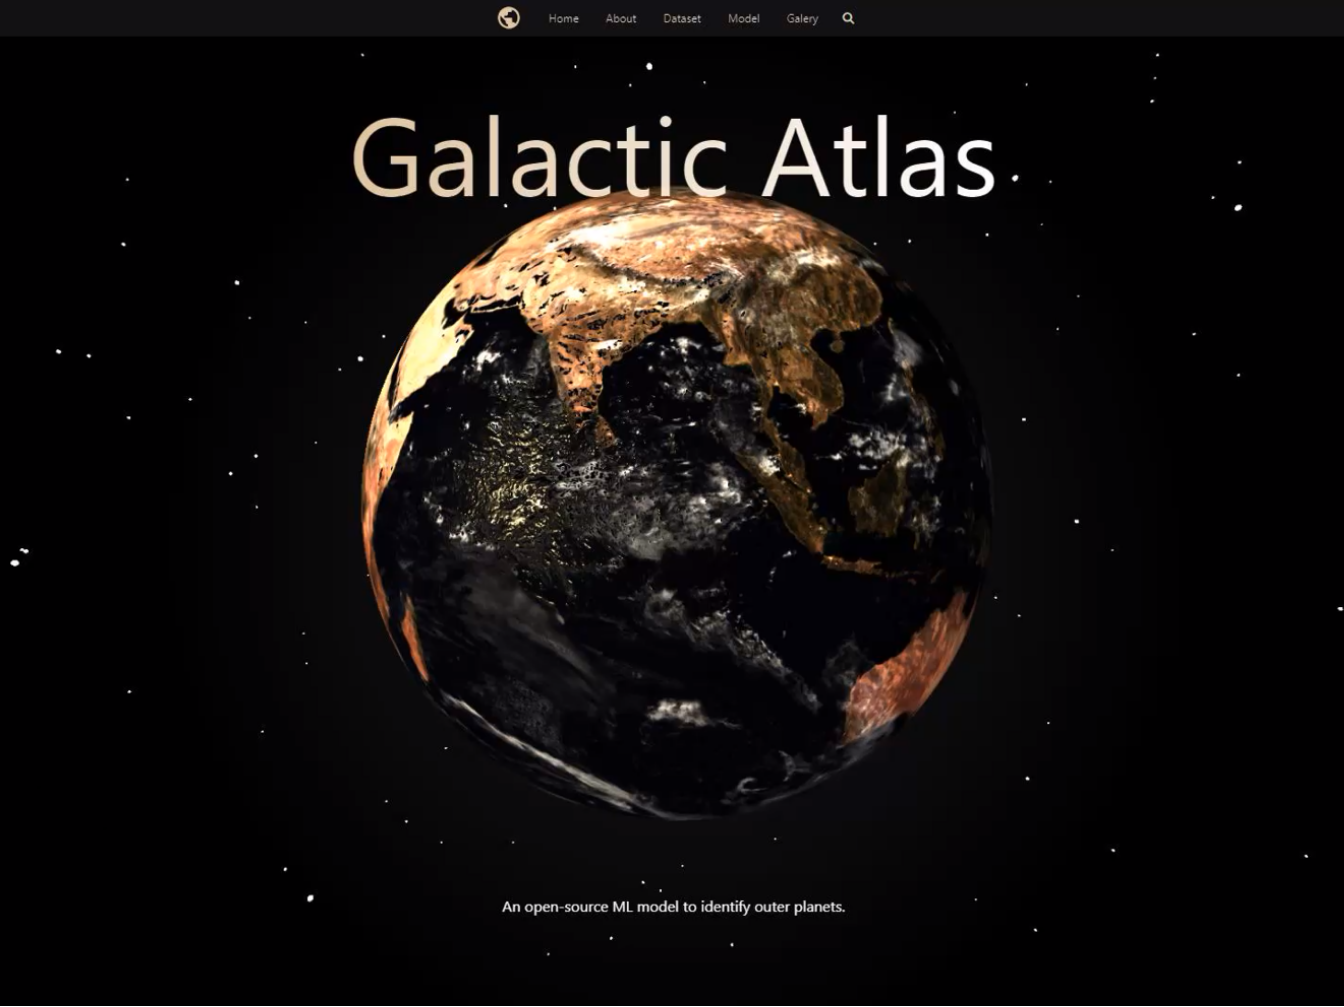 Home About Dataset Model Galery
Galactic Atlas
An open-source ML model to identify outer planets.